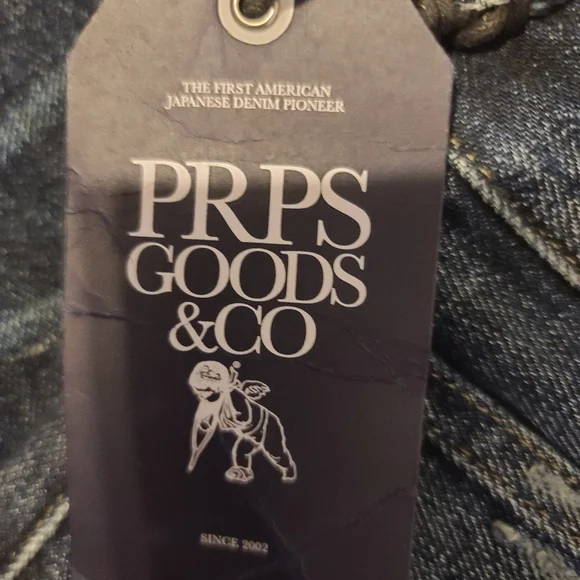 THE FIRST AMERICAN
JAPANESE DENIM PIONEER
PRPS
GOODS
&CO
SINCE 2002